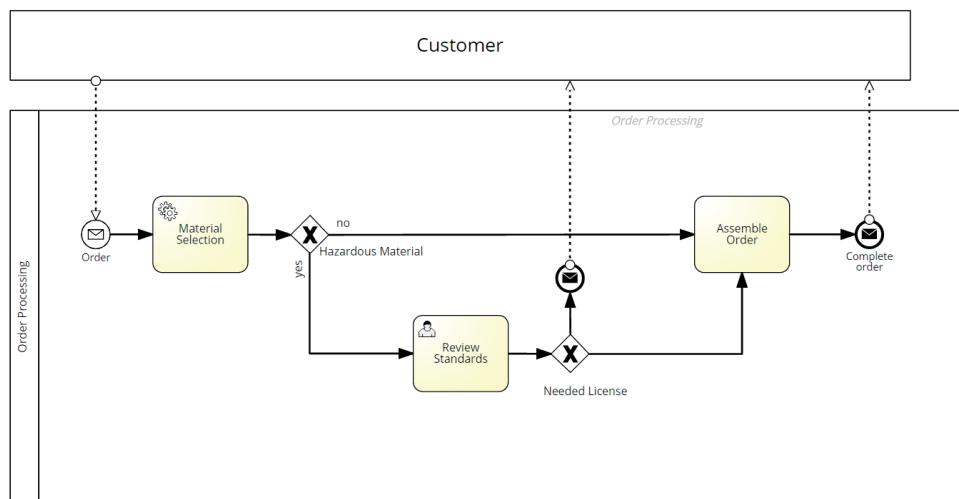 Customer
Order Processing
Order Processing
Order
Material
Selection
no
Hazardous Material
yes
Review
Standards
Needed License
Assemble
Order
Complete
order